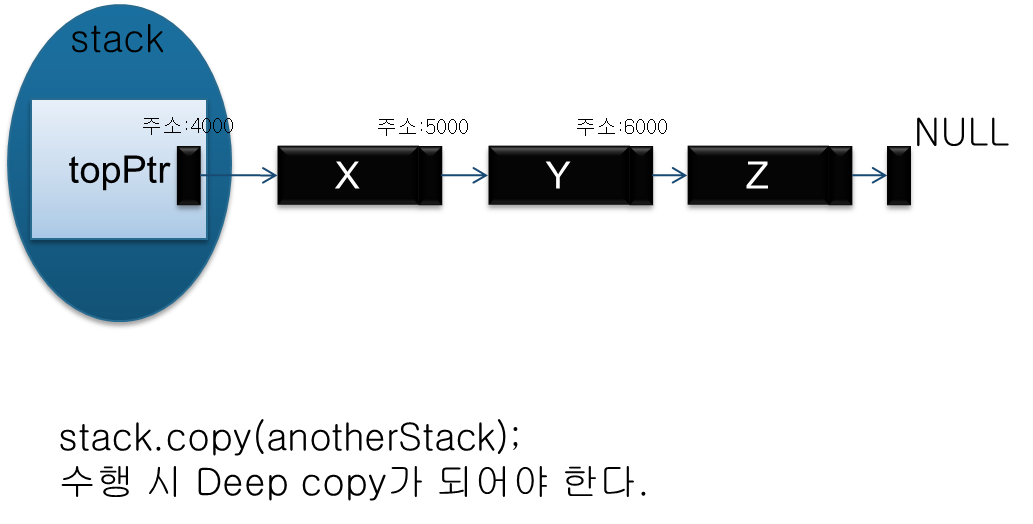 stack
주소:4000
주소:5000
주소:6000
NULL
topPtr
X
Y
Z
stack.copy(anotherStack);
수행 시 Deep copy가 되어야 한다.